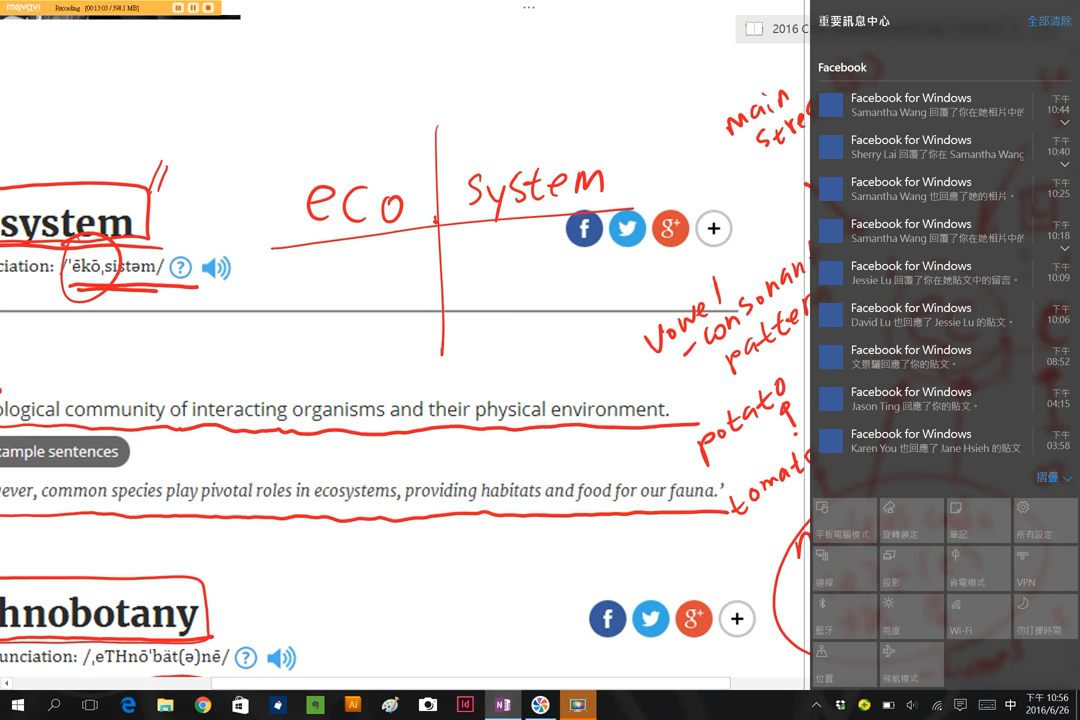 movavi
Recording
[00:13:03 / 398.1 MB]
2016 C
重要訊息中心
全部清除
Facebook
Facebook for Windows
下午
Samantha Wang 回覆了你在她相片中的
10:44
Facebook for Windows
下午
Sherry Lai 回覆了你在 Samantha Wang
10:40
Facebook for Windows
下午
Samantha Wang 也回應了她的相片。
10:25
Facebook for Windows
下午
Samantha Wang 回覆了你在她相片中的
10:18
Facebook for Windows
下午
Jessie Lu 回覆了你在她貼文中的留言。
10:09
Facebook for Windows
下午
David Lu 也回應了 Jessie Lu 的貼文。
10:06
Facebook for Windows
下午
回應了你的貼文。
08:52
Facebook for Windows
下午
Jason Ting 回應了你的貼文。
04:15
Facebook for Windows
下午
Karen You 也回應了 Jane Hsieh 的貼文
03:58
摺疊
平板電腦模式
旋轉鎖定
筆記
所有設定
連線
投影
省電模式
VPN
藍牙
亮度
Wi-Fi
勿打擾時間
位置
飛航模式
main
stre
eco system
system
ciation: /ˈēkōˌsistəm/ ?
f g+ +
vowel
-consonan
patter
ological community of interacting organisms and their physical environment.
potato
ample sentences
ever, common species play pivotal roles in ecosystems, providing habitats and food for our fauna.’
tomato
hnobotany
f g+ +
unciation: /ˌeTHnōˈbät(ə)nē/ ?
中
下午 10:56
2016/6/26